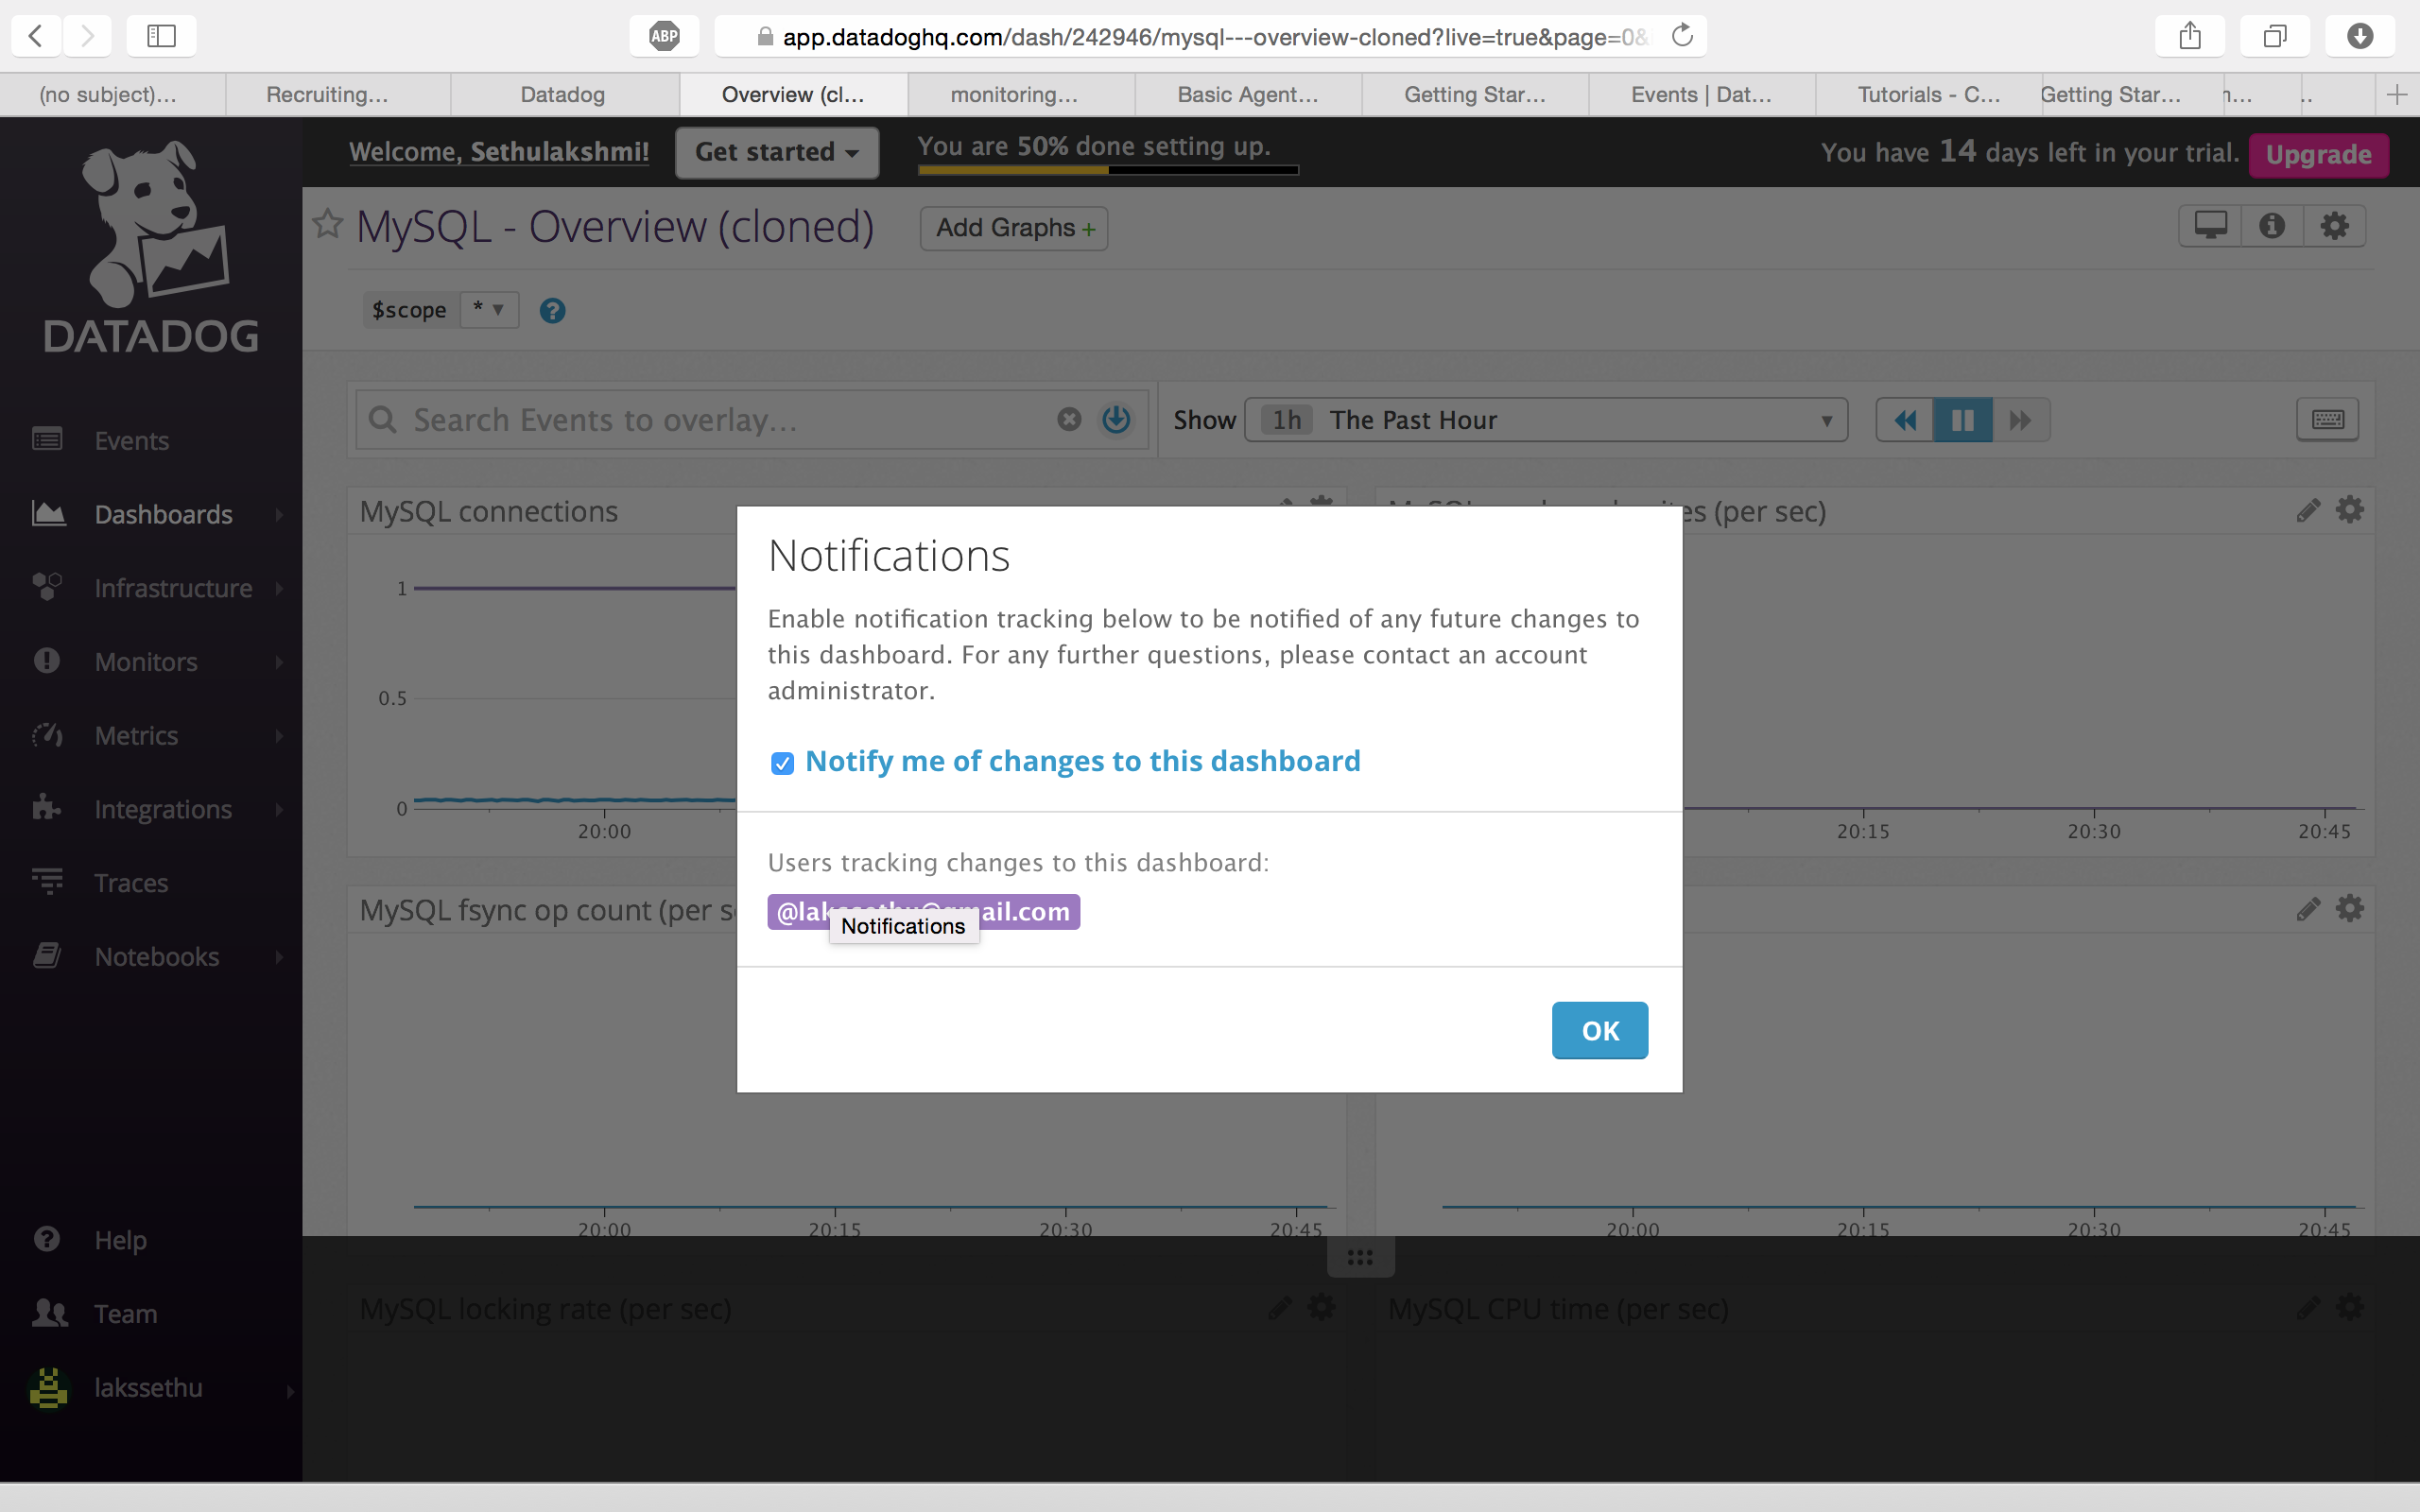 ABP
app.datadoghq.com/dash/242946/mysql---overview-cloned?live=true&page=0&
(no subject)...
Recruiting...
Datadog
Overview (cl...
monitoring...
Basic Agent...
Getting Star...
Events | Dat...
Tutorials - C...
Getting Star...
DATADOG
Events
Dashboards
Infrastructure
Monitors
Metrics
Integrations
Traces
Notebooks
Help
Team
lakssethu
Welcome, Sethulakshmi!
Get started
You are 50% done setting up.
You have 14 days left in your trial.
Upgrade
MySQL - Overview (cloned)
Add Graphs +
$scope * ▼
?
Search Events to overlay...
Show
1h The Past Hour
MySQL connections
1
0.5
0
20:00
(per sec)
20:15
20:30
20:45
Notifications
Enable notification tracking below to be notified of any future changes to
this dashboard. For any further questions, please contact an account
administrator.
Notify me of changes to this dashboard
Users tracking changes to this dashboard:
Notifications
OK
MySQL fsync op count (per
20:00
20:15
20:30
20:45
20:00
20:15
20:30
20:45
MySQL locking rate (per sec)
MySQL CPU time (per sec)